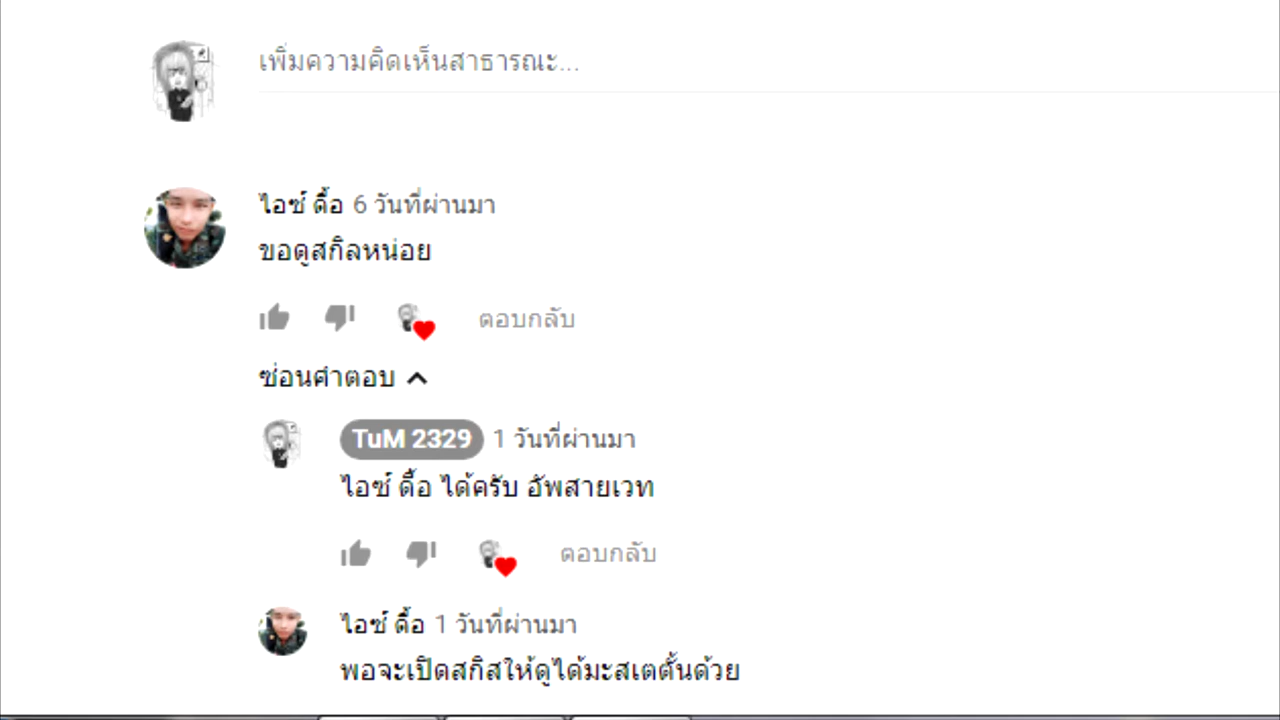 เพิ่มความคิดเห็นสาธารณะ...
ไอซ์ ดื้อ 6 วันที่ผ่านมา
ขอดูสกิลหน่อย
ตอบกลับ
ซ่อนคำตอบ
TuM 2329 1 วันที่ผ่านมา
ไอซ์ ดื้อ ได้ครับ อัพสายเวท
ตอบกลับ
ไอซ์ ดื้อ 1 วันที่ผ่านมา
พอจะเปิดสกิสให้ดูได้มะสเตตั้นด้วย